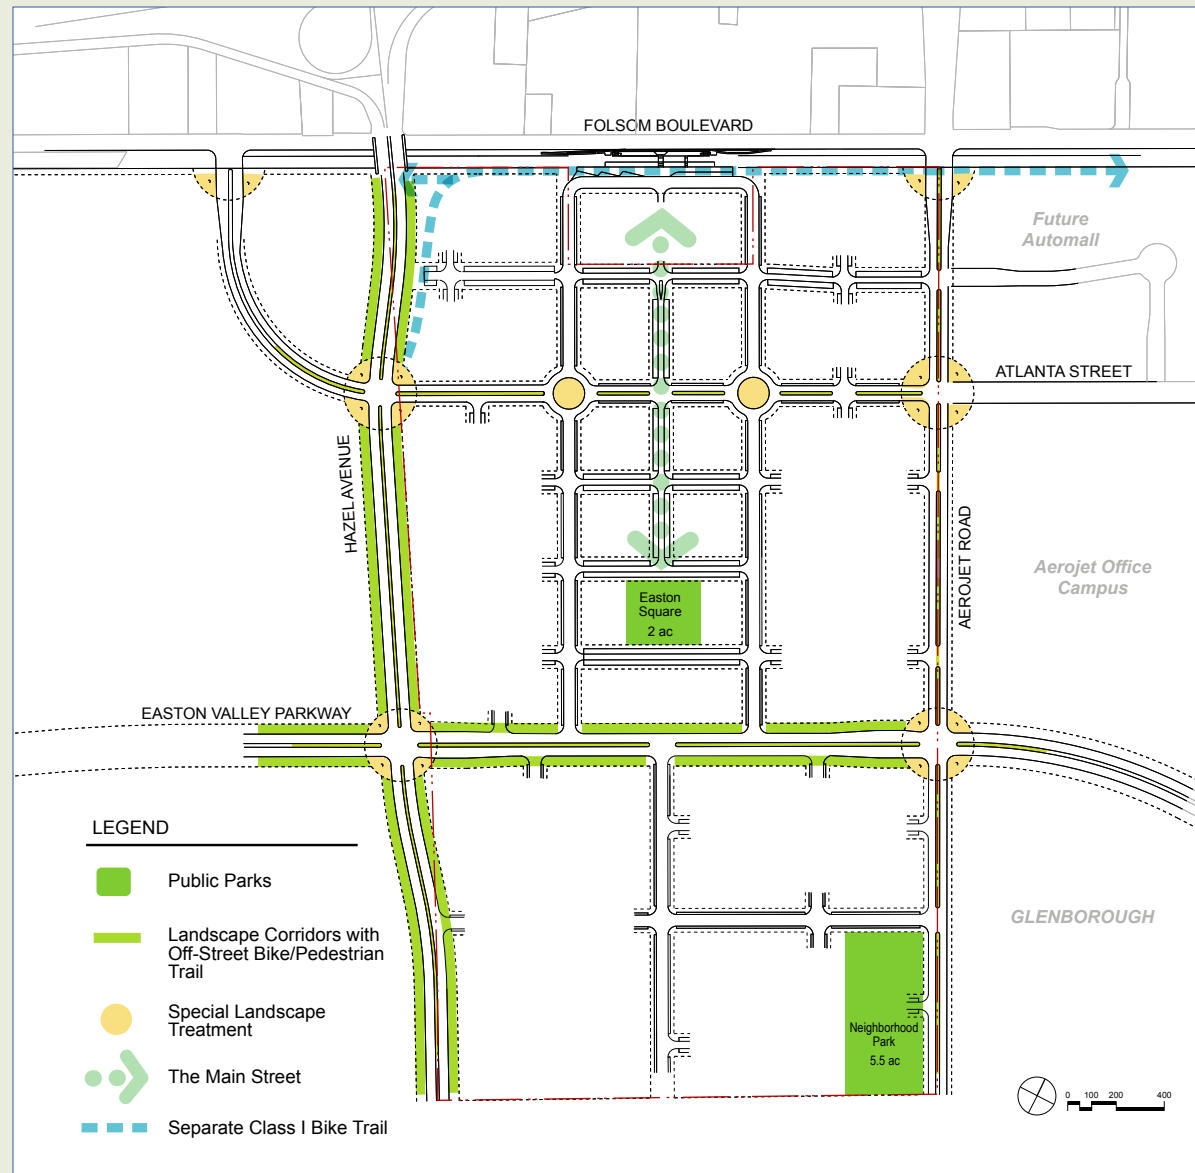 FOLSOM BOULEVARD
Future
Automall
ATLANTA STREET
HAZEL AVENUE
AEROJET ROAD
Aerojet Office
Campus
Easton
Square
2 ac
EASTON VALLEY PARKWAY
LEGEND
Public Parks
Landscape Corridors with
Off-Street Bike/Pedestrian
Trail
Special Landscape
Treatment
The Main Street
Separate Class I Bike Trail
GLENBOROUGH
Neighborhood
Park
5.5 ac
0 100 200 400